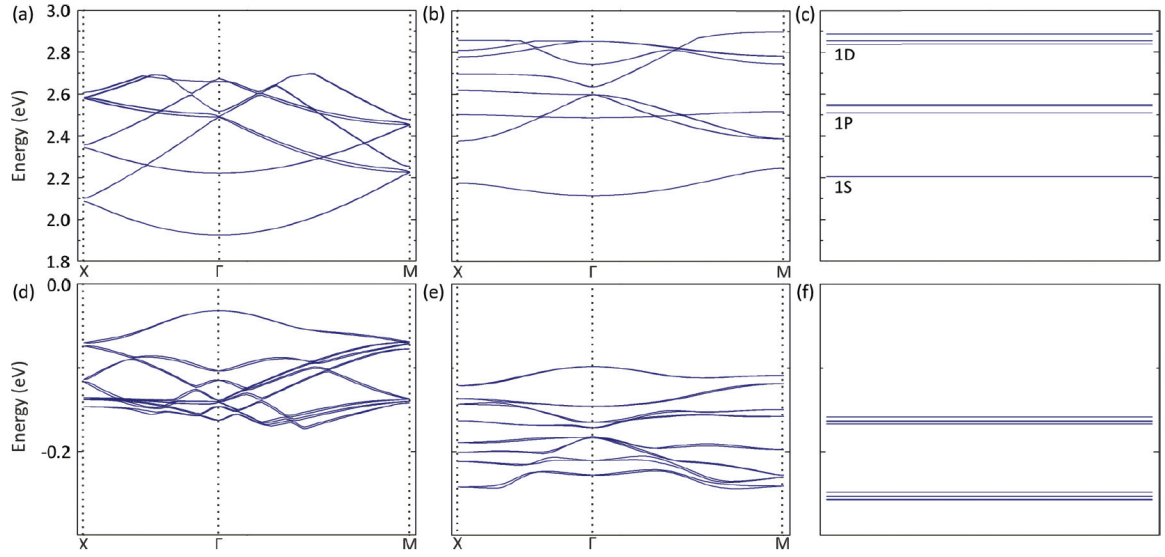 (a) (b) (c)
3.0
2.8
2.6
2.4
2.2
2.0
1.8
Energy (eV)
1D
1P
1S
X Γ M X Γ M
(d) (e) (f)
0.0
-0.2
Energy (eV)
X Γ M X Γ M